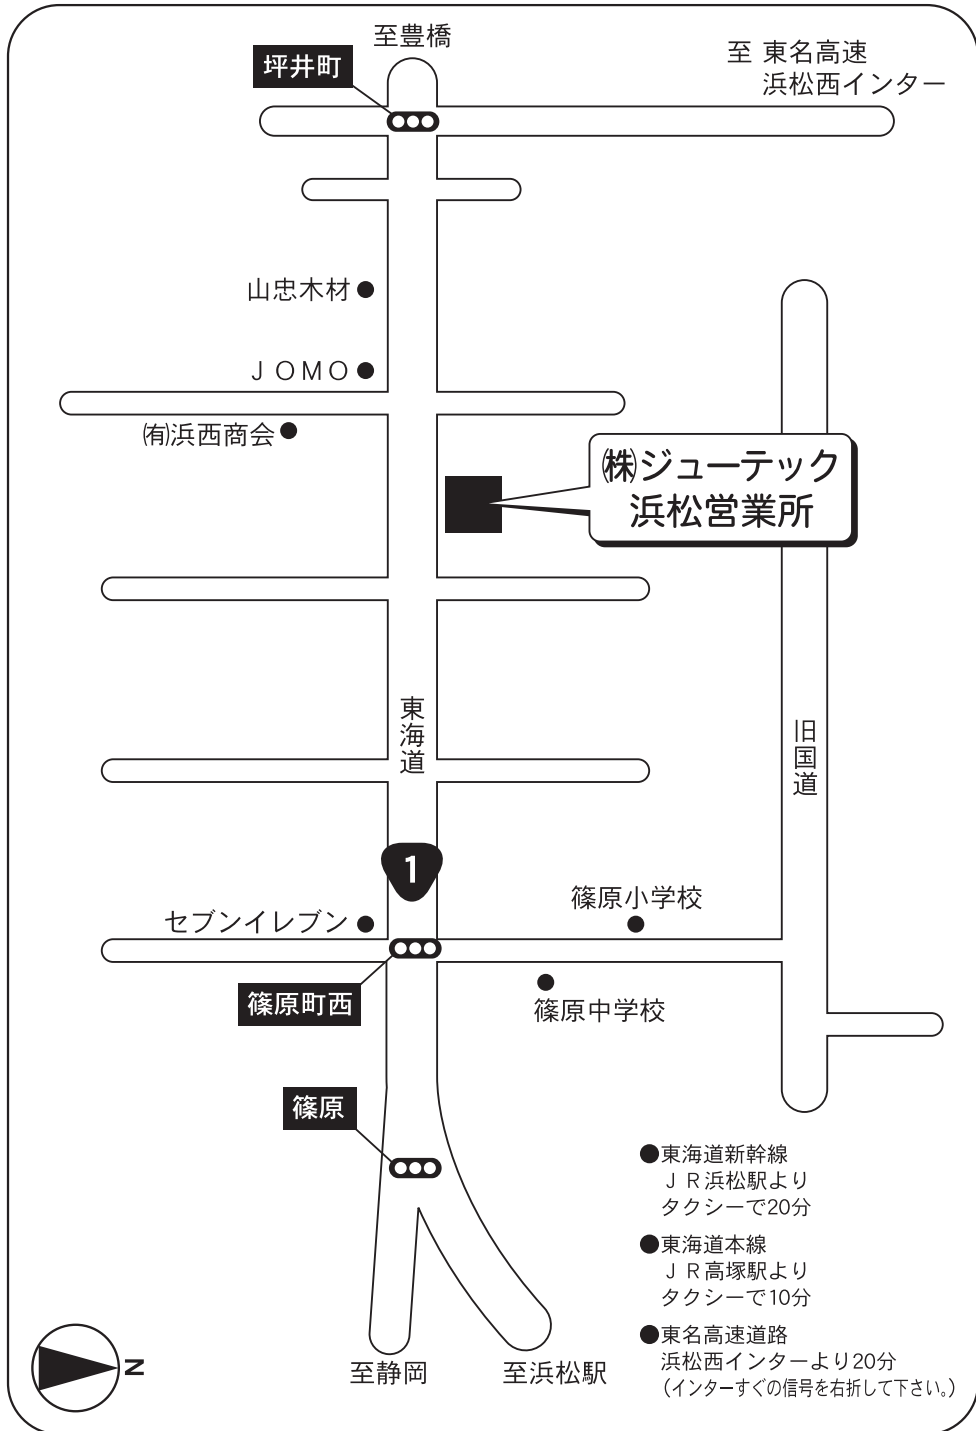 至豊橋
坪井町
至 東名高速
浜松西インター
山忠木材
JOMO
㈲浜西商会
㈱ジューテック
浜松営業所
東海道
旧国道
1
セブンイレブン
篠原小学校
篠原町西
篠原中学校
篠原
●東海道新幹線
JR浜松駅より
タクシーで20分
●東海道本線
JR高塚駅より
タクシーで10分
●東名高速道路
浜松西インターより20分
(インターすぐの信号を右折して下さい。)
N
至静岡
至浜松駅